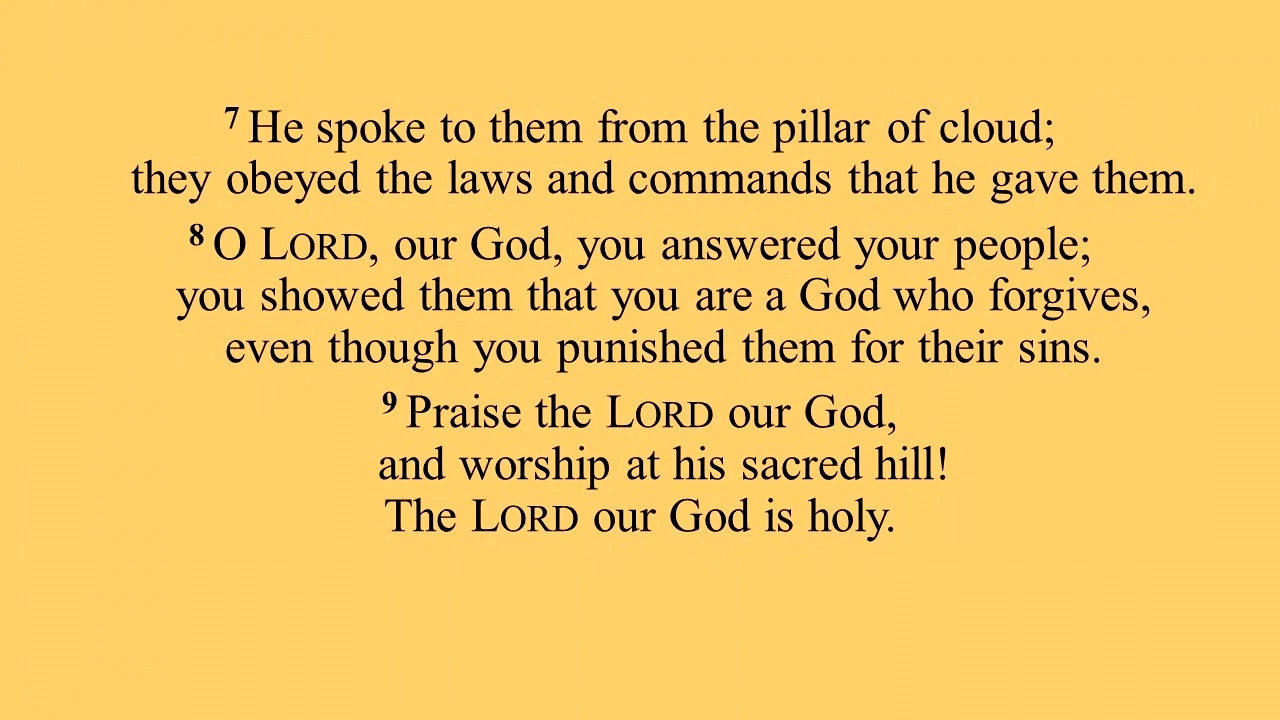 7 He spoke to them from the pillar of cloud;
they obeyed the laws and commands that he gave them.
8 O LORD, our God, you answered your people;
you showed them that you are a God who forgives,
even though you punished them for their sins.
9 Praise the LORD our God,
and worship at his sacred hill!
The LORD our God is holy.